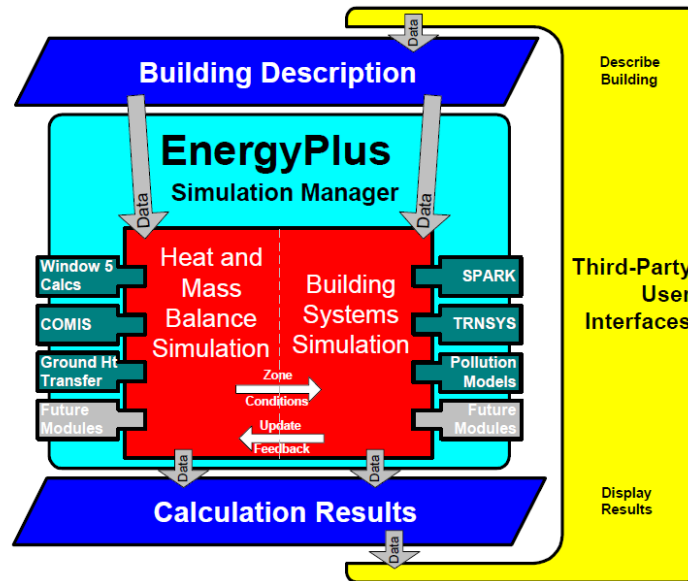 Data
Building Description
Describe
Building
EnergyPlus
Simulation Manager
Data
Data
Heat and
Mass
Balance
Simulation
Building
Systems
Simulation
Window 5
Calcs
COMIS
Ground Ht
Transfer
Future
Modules
SPARK
TRNSYS
Pollution
Models
Future
Modules
Third-Party
User
Interfaces
Zone
Conditions
Update
Feedback
Data
Data
Calculation Results
Display
Results
Data